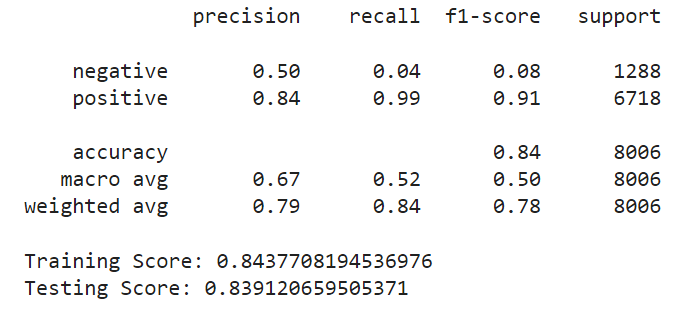 precision recall f1-score support
negative 0.50 0.04 0.08 1288
positive 0.84 0.99 0.91 6718
accuracy 0.84 8006
macro avg 0.67 0.52 0.50 8006
weighted avg 0.79 0.84 0.78 8006
Training Score: 0.8437708194536976
Testing Score: 0.839120659505371